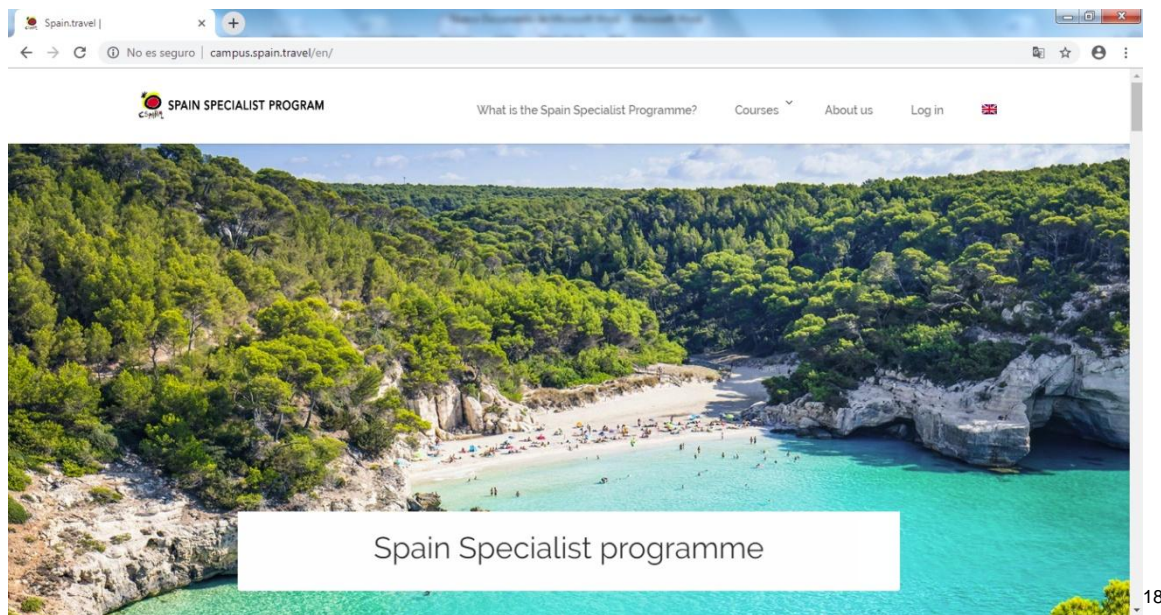 Spain.travel |
No es seguro | campus.spain.travel/en/
España
SPAIN SPECIALIST PROGRAM
What is the Spain Specialist Programme? Courses About us Log in
Spain Specialist programme
18